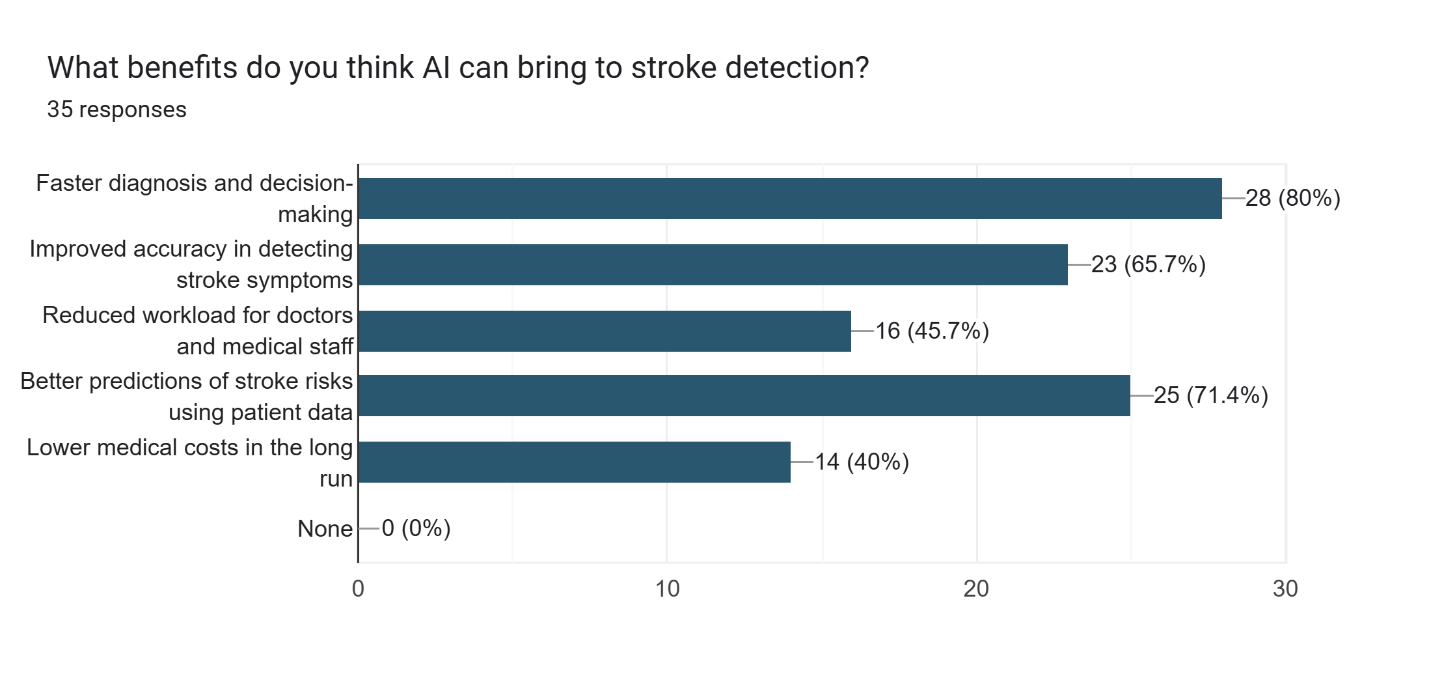 What benefits do you think AI can bring to stroke detection?
35 responses
Faster diagnosis and decision-
making
28 (80%)
Improved accuracy in detecting
stroke symptoms
23 (65.7%)
Reduced workload for doctors
and medical staff
16 (45.7%)
Better predictions of stroke risks
using patient data
25 (71.4%)
Lower medical costs in the long
run
14 (40%)
None
0 (0%)
0
10
20
30